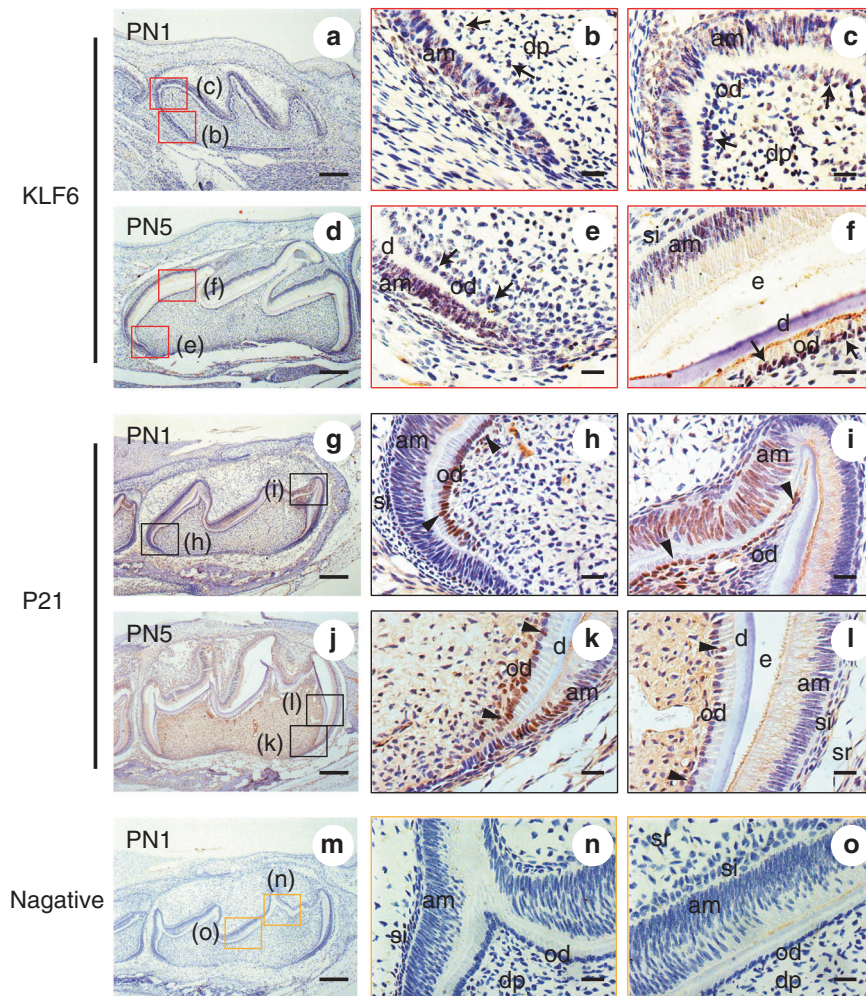 KLF6
PN1
a
(c)
(b)
b
am
dp
c
am
od
dp
PN5
d
(f)
(e)
e
d
am
od
f
si
am
e
d
od
P21
PN1
g
(i)
(h)
h
am
od
si
i
am
od
PN5
j
(l)
(k)
k
d
od
am
l
d
e
am
od
si
sr
Nagative
PN1
m
(n)
(o)
n
am
si
od
dp
o
sr
si
am
od
dp